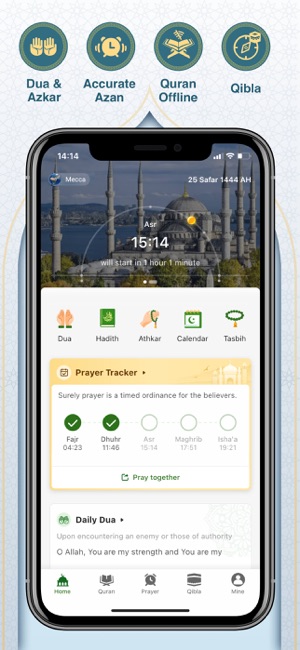 Dua &
Azkar
Accurate
Azan
Quran
Offline
Qibla
14:14
Mecca
25 Safar 1444 AH
Asr
15:14
will start in 1 hour 1 minute
Dua
Hadith
Athkar
Calendar
Tasbih
Prayer Tracker
Surely prayer is a timed ordinance for the believers.
Fajr
04:23
Dhuhr
11:46
Asr
15:14
Maghrib
17:51
Isha'a
19:21
Pray together
Daily Dua
Upon encountering an enemy or those of authority
O Allah, You are my strength and You are my
Home
Quran
Prayer
Qibla
Mine